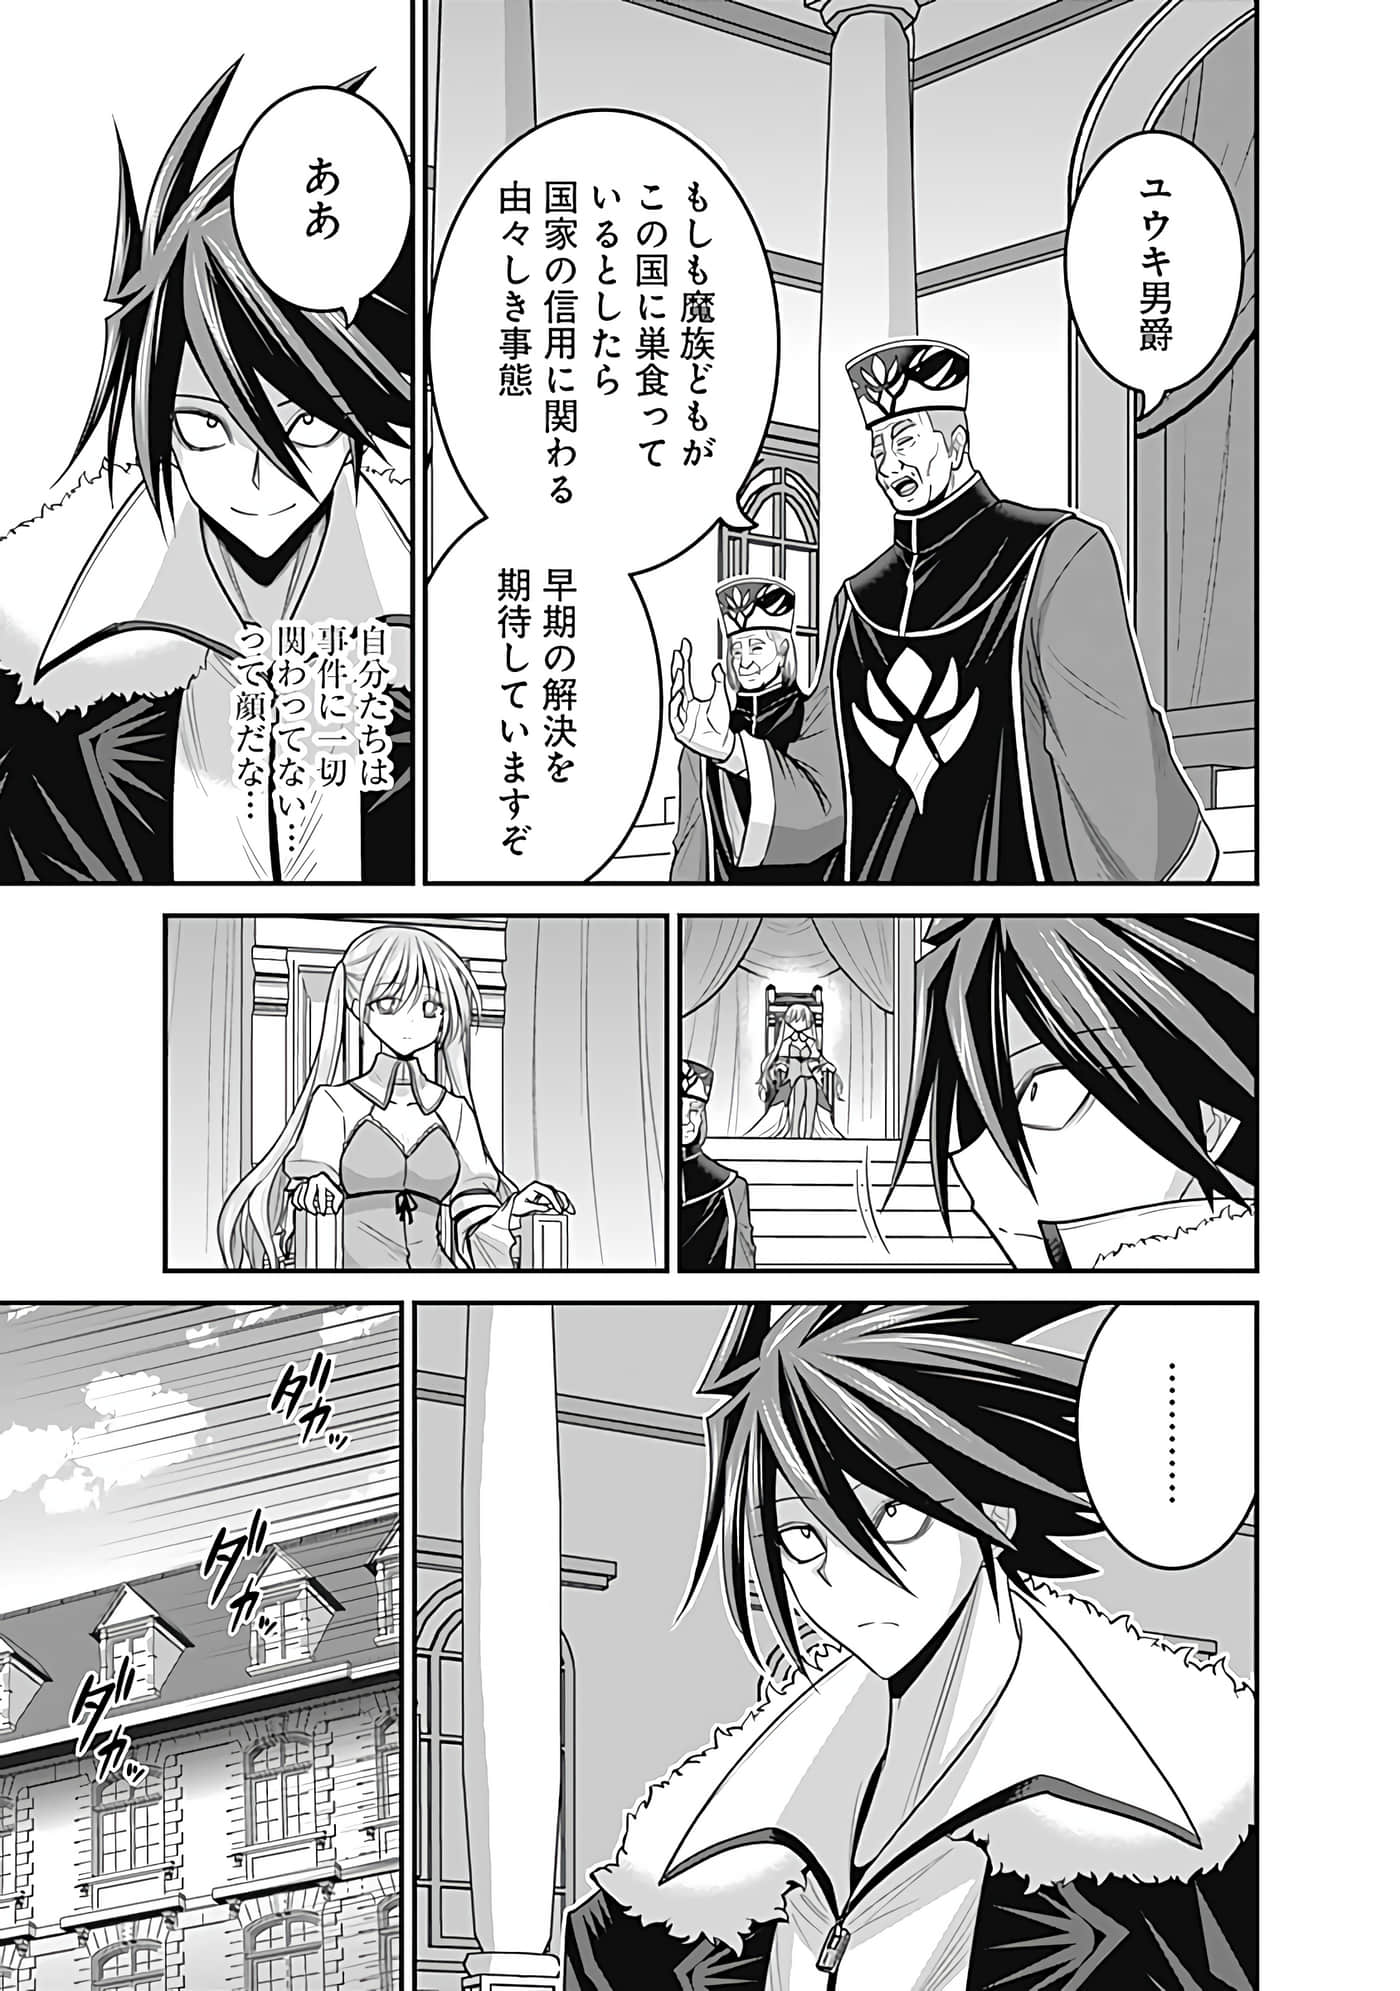 ユウキ男爵
もしも魔族どもが
この国に巣食って
いるとしたら
国家の信用に関わる
由々しき事態
早期の解決を
期待していますぞ
ああ
自分たちは
事件に一切
関わってない…
って顔だな…
…………
ダカッ
ダカッ
ダカッ